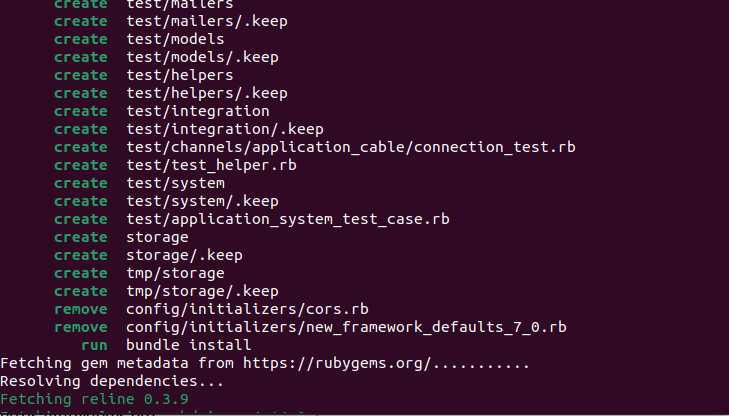 create test/mailers
create test/mailers/.keep
create test/models
create test/models/.keep
create test/helpers
create test/helpers/.keep
create test/integration
create test/integration/.keep
create test/channels/application_cable/connection_test.rb
create test/test_helper.rb
create test/system
create test/system/.keep
create test/application_system_test_case.rb
create storage
create storage/.keep
create tmp/storage
create tmp/storage/.keep
remove config/initializers/cors.rb
remove config/initializers/new_framework_defaults_7_0.rb
run bundle install
Fetching gem metadata from https://rubygems.org/...........
Resolving dependencies...
Fetching reline 0.3.9